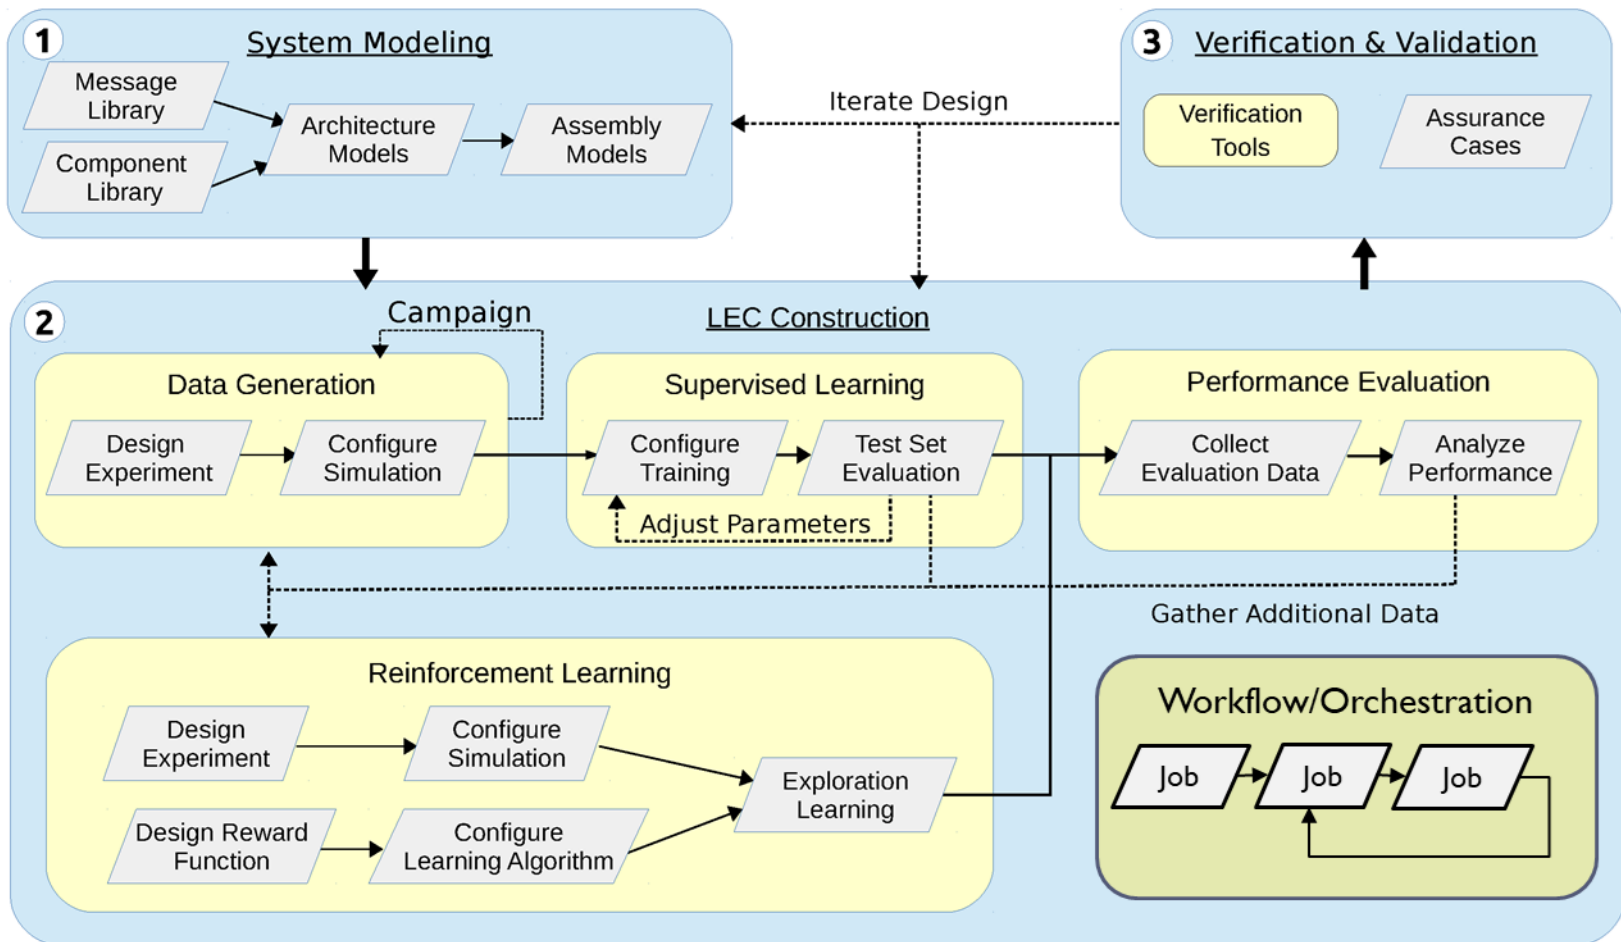 1
System Modeling
Message
Library
Component
Library
Architecture
Models
Assembly
Models
Iterate Design
3
Verification & Validation
Verification
Tools
Assurance
Cases
2
Campaign
LEC Construction
Data Generation
Design
Experiment
Configure
Simulation
Supervised Learning
Configure
Training
Test Set
Evaluation
Adjust Parameters
Performance Evaluation
Collect
Evaluation Data
Analyze
Performance
Gather Additional Data
Reinforcement Learning
Design
Experiment
Configure
Simulation
Design Reward
Function
Configure
Learning Algorithm
Exploration
Learning
Workflow/Orchestration
Job
Job
Job